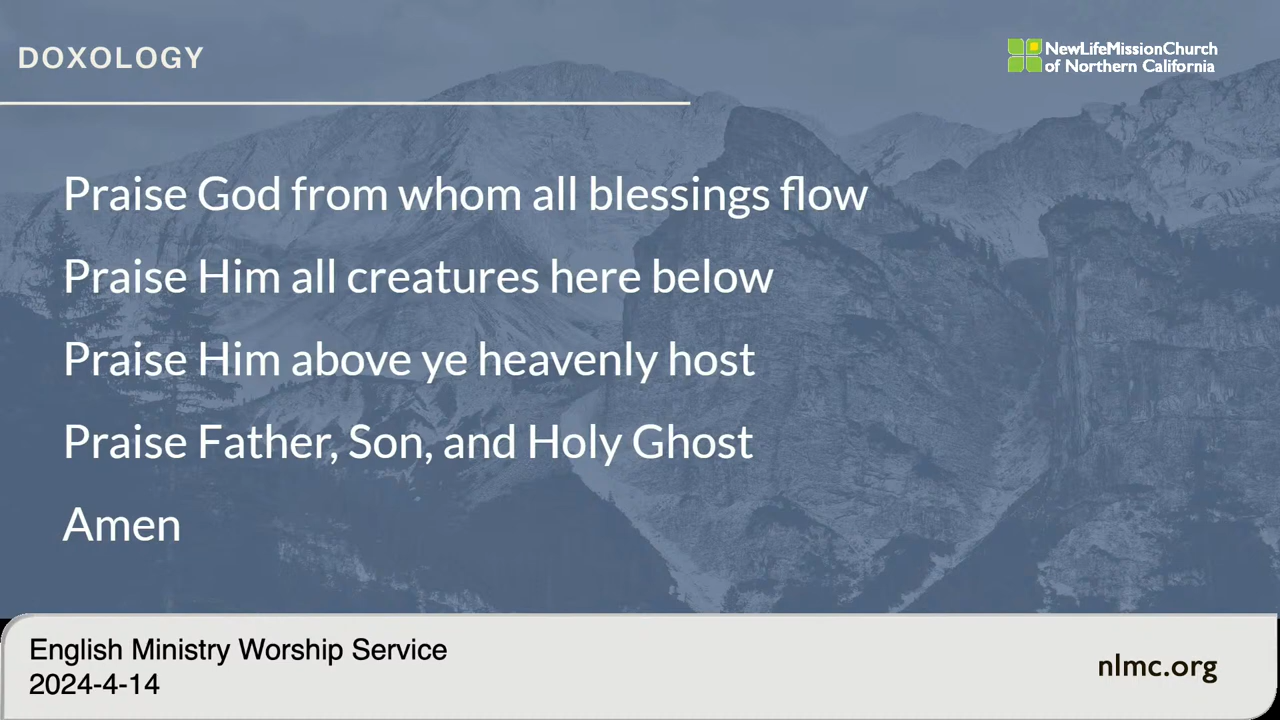 DOXOLOGY
NewLifeMissionChurch
of Northern California
Praise God from whom all blessings flow
Praise Him all creatures here below
Praise Him above ye heavenly host
Praise Father, Son, and Holy Ghost
Amen
English Ministry Worship Service
2024-4-14
nlmc.org